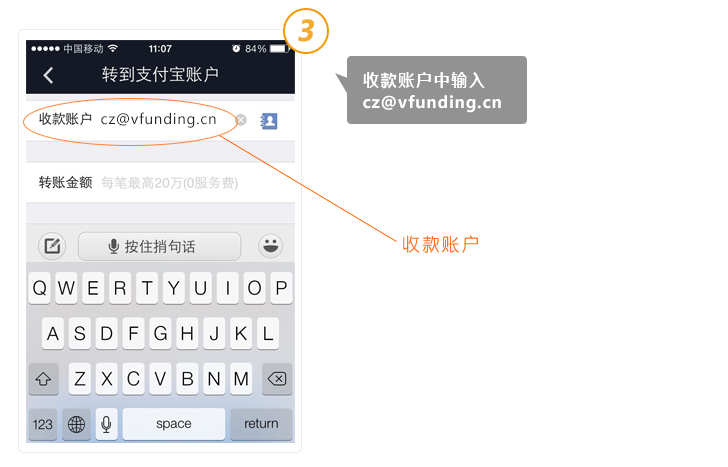 3
中国移动 11:07 84%
转到支付宝账户
收款账户 cz@vfunding.cn
转账金额 每笔最高20万(0服务费)
按住捎句话
Q W E R T Y U I O P
A S D F G H J K L
Z X C V B N M
123 space return
收款账户中输入
cz@vfunding.cn
收款账户